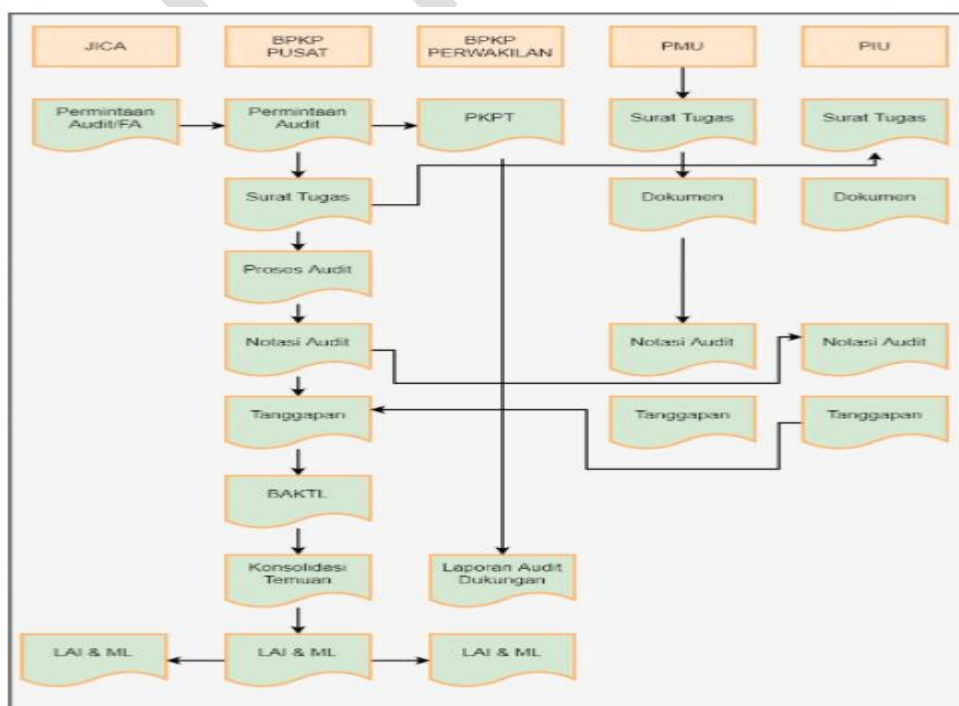 JICA
BPKP
PUSAT
BPKP
PERWAKILAN
PMU
PIU
Permintaan
Audit/FA
Permintaan
Audit
PKPT
Surat Tugas
Surat Tugas
Surat Tugas
Dokumen
Dokumen
Proses Audit
Notasi Audit
Notasi Audit
Notasi Audit
Tanggapan
Tanggapan
Tanggapan
BAKTL
Konsolidasi
Temuan
Laporan Audit
Dukungan
LAI & ML
LAI & ML
LAI & ML